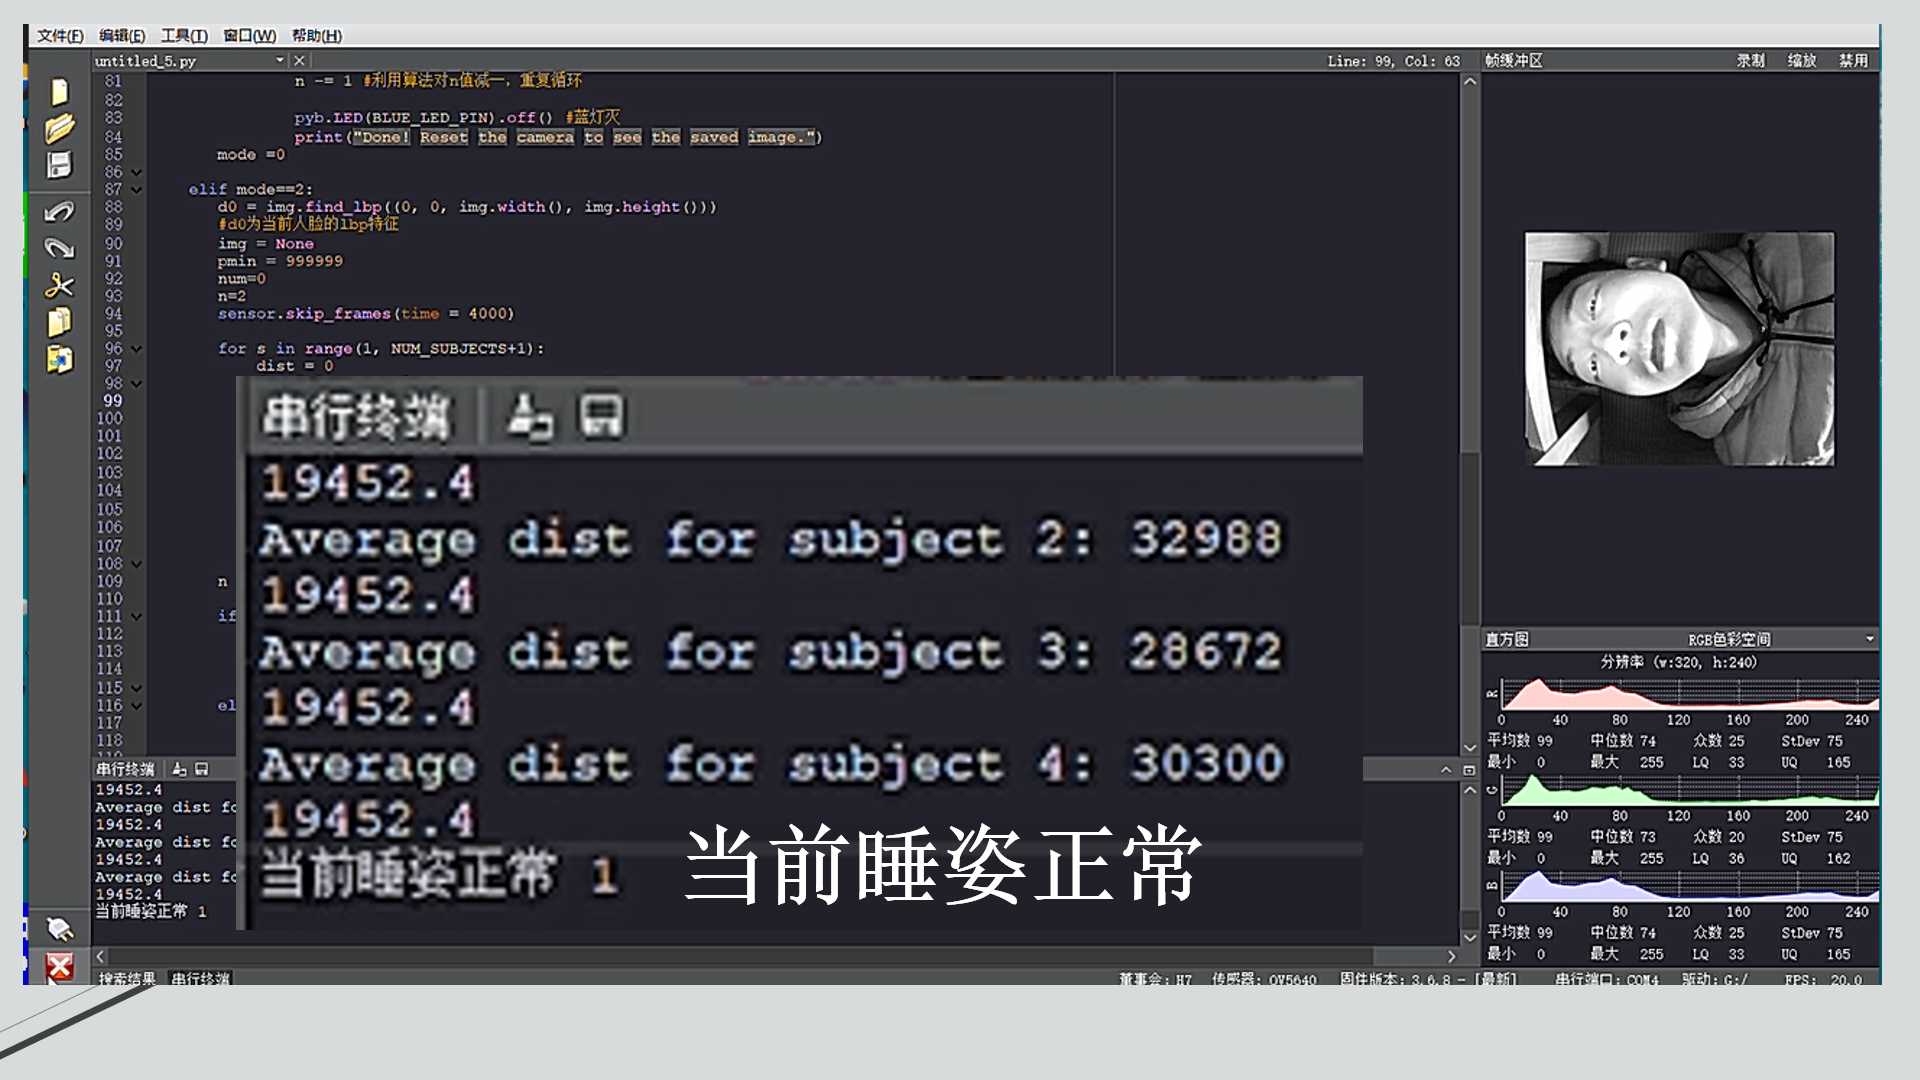 文件(F) 编辑(E) 工具(T) 窗口(W) 帮助(H)
untitled_5.py
Line: 99, Col: 63
帧缓冲区 录制 缩放 禁用
81 n -= 1 #利用算法对n值减一，重复循环
82
83 pyb.LED(BLUE_LED_PIN).off() #蓝灯灭
84 print("Done! Reset the camera to see the saved image.")
85 mode =0
86
87 elif mode==2:
88 d0 = img.find_lbp((0, 0, img.width(), img.height()))
89 #d0为当前人脸的lbp特征
90 img = None
91 pmin = 999999
92 num=0
93 n=2
94 sensor.skip_frames(time = 4000)
95
96 for s in range(1, NUM_SUBJECTS+1):
97 dist = 0
98
99
100
101
102
103
104
105
106
107
108
109 n
110
111 if
112
113
114
115
116 el
117
118
串行终端
19452.4
Average dist for subject 2: 32988
19452.4
Average dist for subject 3: 28672
19452.4
Average dist for subject 4: 30300
19452.4
当前睡姿正常 1
当前睡姿正常
串行终端
19452.4
Average dist fo
19452.4
Average dist fo
19452.4
Average dist fo
19452.4
当前睡姿正常 1
直方图 RGB色彩空间
分辨率 (w:320, h:240)
R
0 40 80 120 160 200 240
平均数 99 中位数 74 众数 25 StDev 75
最小 0 最大 255 LQ 33 UQ 165
G
0 40 80 120 160 200 240
平均数 99 中位数 73 众数 20 StDev 75
最小 0 最大 255 LQ 36 UQ 162
B
0 40 80 120 160 200 240
平均数 99 中位数 74 众数 25 StDev 75
最小 0 最大 255 LQ 33 UQ 165
搜索结果 串行终端
董事会: H7 传感器: OV5640 固件版本: 3.6.8 - [最新] 串行端口: COM4 驱动: G:/ FPS: 20.0